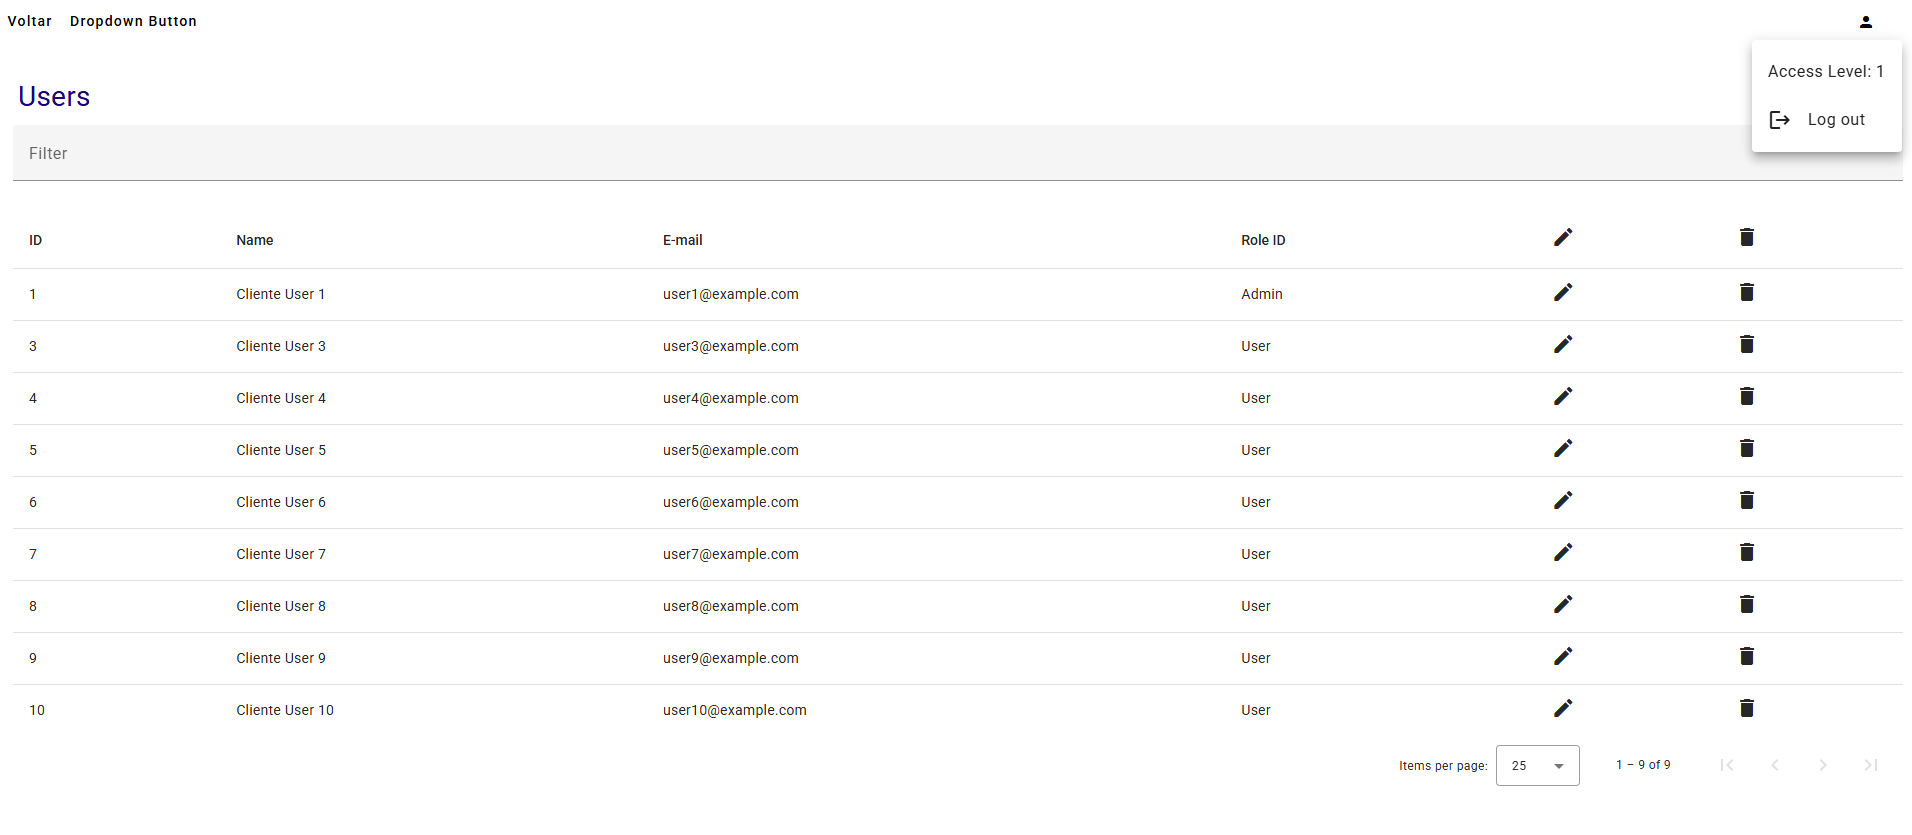 Voltar Dropdown Button
Access Level: 1
Log out
Users
Filter
ID Name E-mail Role ID
1 Cliente User 1 user1@example.com Admin
3 Cliente User 3 user3@example.com User
4 Cliente User 4 user4@example.com User
5 Cliente User 5 user5@example.com User
6 Cliente User 6 user6@example.com User
7 Cliente User 7 user7@example.com User
8 Cliente User 8 user8@example.com User
9 Cliente User 9 user9@example.com User
10 Cliente User 10 user10@example.com User
Items per page: 25 1 – 9 of 9